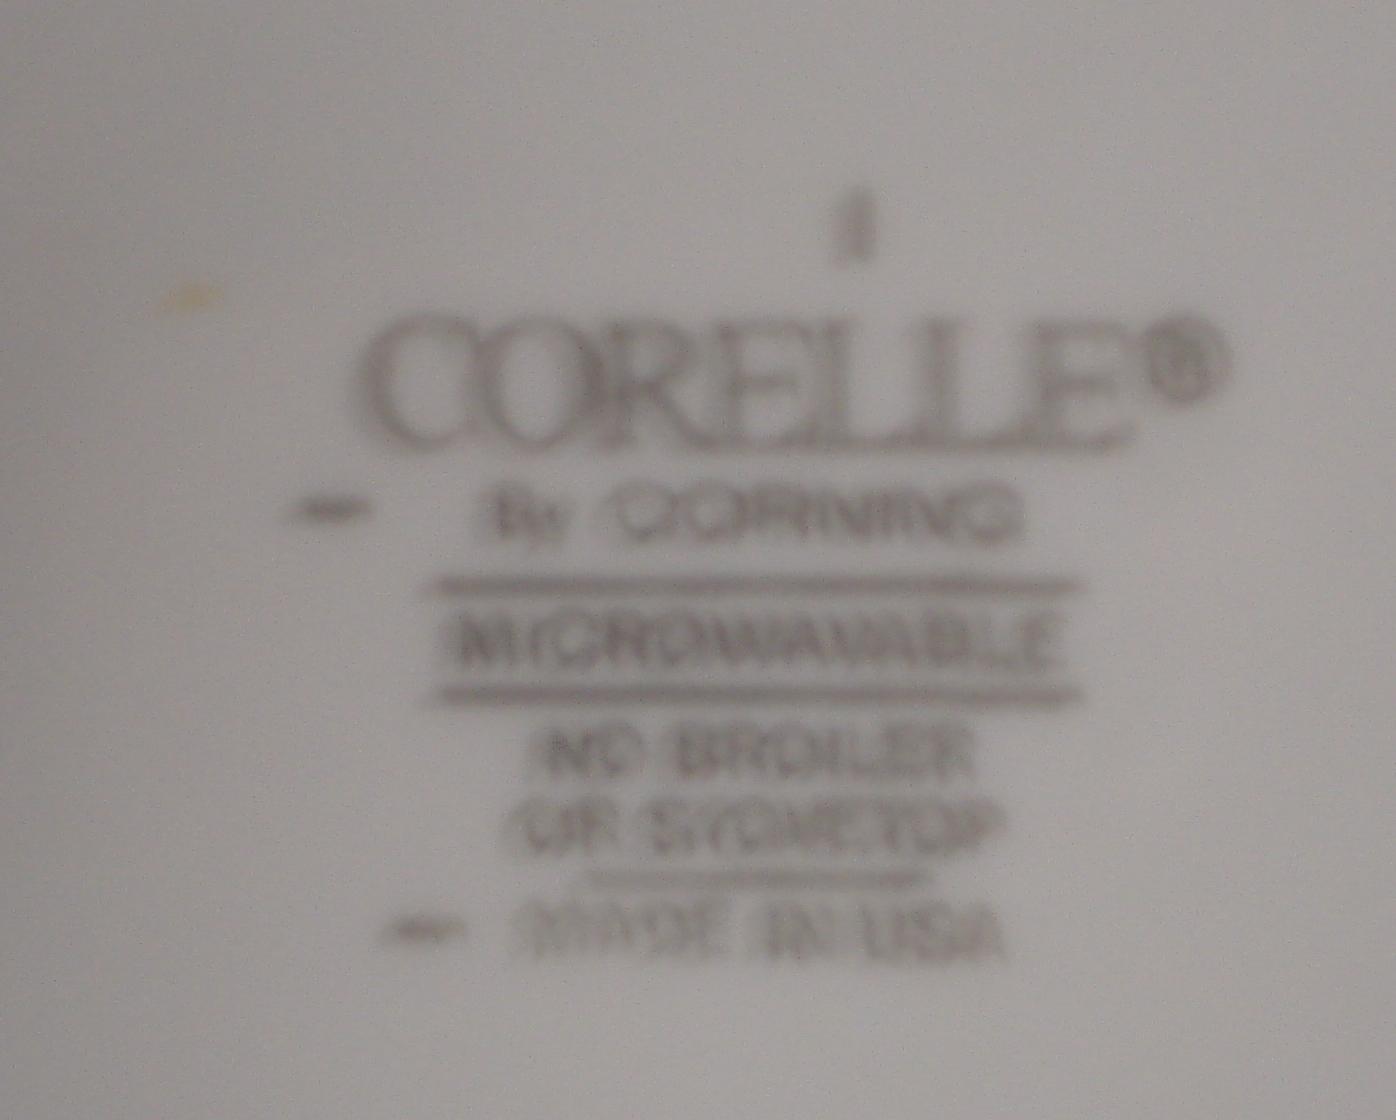 CORELLE®
By CORNING
MICROWAVABLE
NO BROILER
OR STOVETOP
MADE IN USA